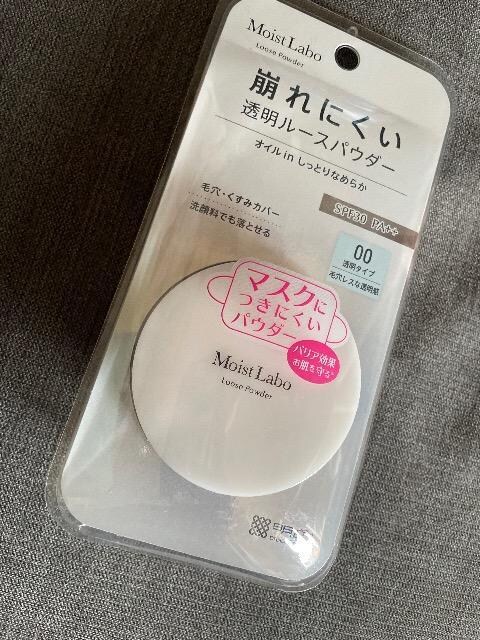 Moist Labo
Loose Powder
崩れにくい
透明ルースパウダー
オイル in しっとりなめらか
毛穴・くすみカバー
洗顔料でも落とせる
SPF30 PA++
00
透明タイプ
毛穴レスな透明感
マスクに
つきにくい
パウダー
バリア効果
お肌を守る
Moist Labo
Loose Powder